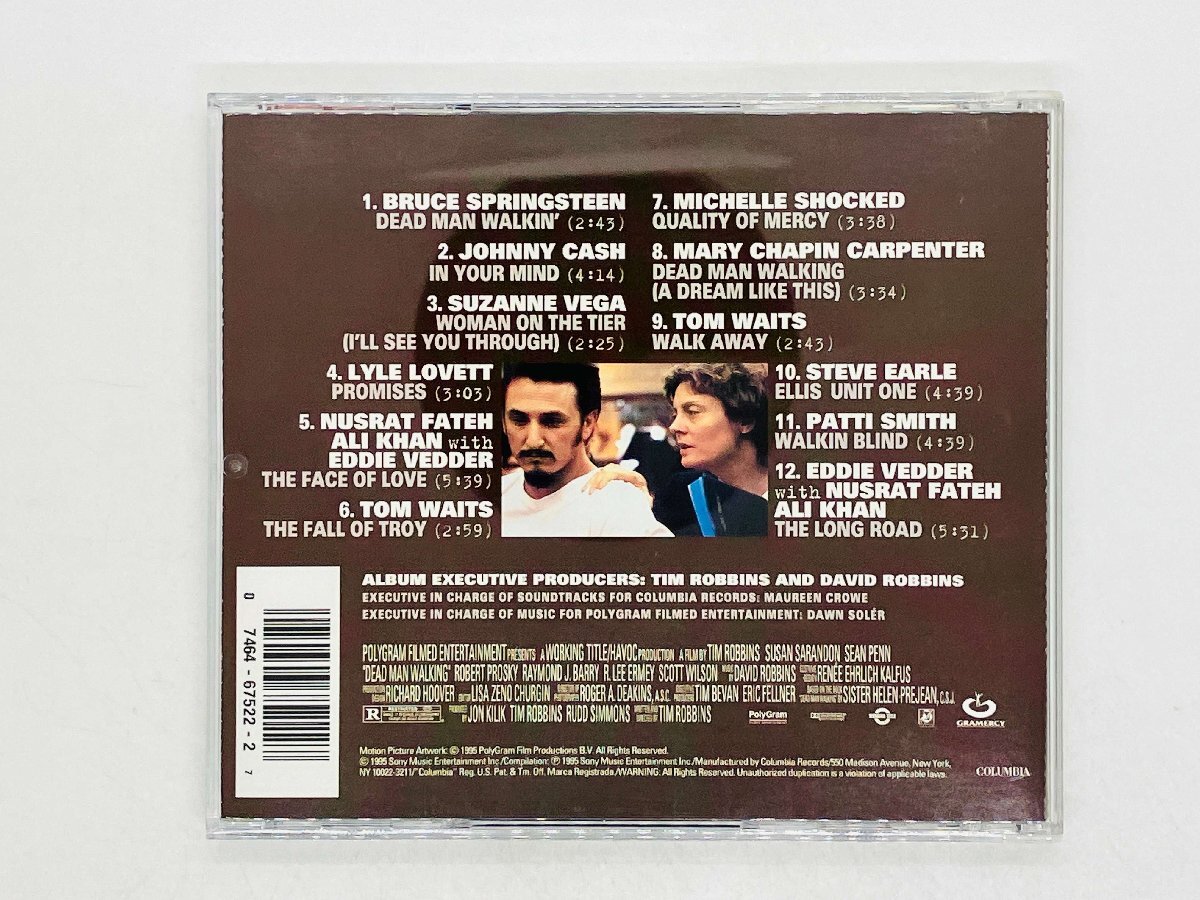 1. BRUCE SPRINGSTEEN
DEAD MAN WALKIN' (2:43)
2. JOHNNY CASH
IN YOUR MIND (4:14)
3. SUZANNE VEGA
WOMAN ON THE TIER
(I'LL SEE YOU THROUGH) (2:25)
4. LYLE LOVETT
PROMISES (3:03)
5. NUSRAT FATEH
ALI KHAN with
EDDIE VEDDER
THE FACE OF LOVE (5:39)
6. TOM WAITS
THE FALL OF TROY (2:59)
7. MICHELLE SHOCKED
QUALITY OF MERCY (3:38)
8. MARY CHAPIN CARPENTER
DEAD MAN WALKING
(A DREAM LIKE THIS) (3:34)
9. TOM WAITS
WALK AWAY (2:43)
10. STEVE EARLE
ELLIS UNIT ONE (4:39)
11. PATTI SMITH
WALKIN BLIND (4:39)
12. EDDIE VEDDER
with NUSRAT FATEH
ALI KHAN
THE LONG ROAD (5:31)
0 7464-67522-2 7
ALBUM EXECUTIVE PRODUCERS: TIM ROBBINS AND DAVID ROBBINS
EXECUTIVE IN CHARGE OF SOUNDTRACKS FOR COLUMBIA RECORDS: MAUREEN CROWE
EXECUTIVE IN CHARGE OF MUSIC FOR POLYGRAM FILMED ENTERTAINMENT: DAWN SOLÉR
POLYGRAM FILMED ENTERTAINMENT PRESENTS A WORKING TITLE/HAVOC PRODUCTION A FILM BY TIM ROBBINS SUSAN SARANDON SEAN PENN
"DEAD MAN WALKING" ROBERT PROSKY RAYMOND J. BARRY R. LEE ERMEY SCOTT WILSON DAVID ROBBINS RENÉE EHRLICH KALFUS
RICHARD HOOVER LISA ZENO CHURGIN ROGER A. DEAKINS, A.S.C. TIM BEVAN ERIC FELLNER SISTER HELEN PREJEAN, C.S.J.
R RESTRICTED JON KILIK TIM ROBBINS RUDD SIMMONS TIM ROBBINS PolyGram GRAMERCY
Motion Picture Artwork: © 1995 PolyGram Film Productions B.V. All Rights Reserved.
© 1995 Sony Music Entertainment Inc./Compilation: ℗ 1995 Sony Music Entertainment Inc./Manufactured by Columbia Records/550 Madison Avenue, New York,
NY 10022-3211/"Columbia" Reg. U.S. Pat. & Tm. Off. Marca Registrada./WARNING: All Rights Reserved. Unauthorized duplication is a violation of applicable laws.
COLUMBIA